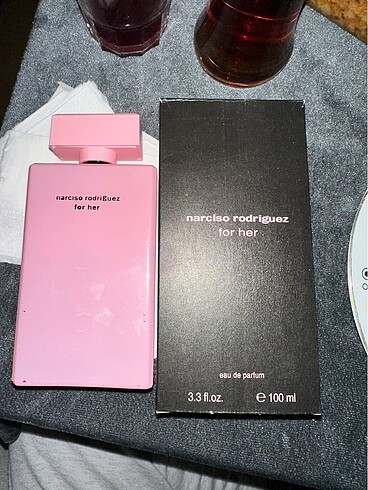 narciso rodriguez
for her
narciso rodriguez
for her
eau de parfum
3.3 fl.oz. ℮ 100 ml